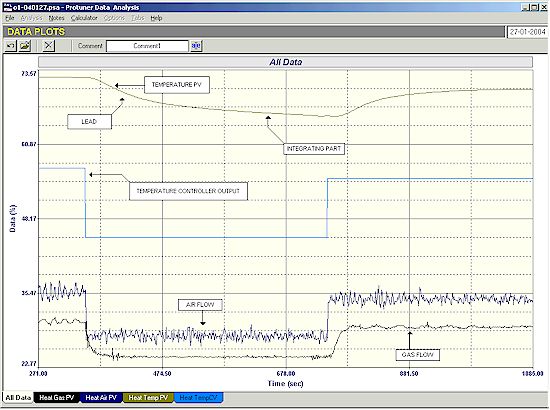 o1-040127.psa - Protuner Data Analysis
File Analysis Notes Calculator Options Tabs Help
DATA PLOTS 27-01-2004
Comment Comment1
All Data
73.57
TEMPERATURE PV
LEAD
INTEGRATING PART
60.87
TEMPERATURE CONTROLLER OUTPUT
48.17
Data (%)
35.47
AIR FLOW
GAS FLOW
22.77
271.00 474.50 678.00 881.50 1085.00
Time (sec)
All Data Heat Gas PV Heat Air PV Heat Temp PV Heat TempCV